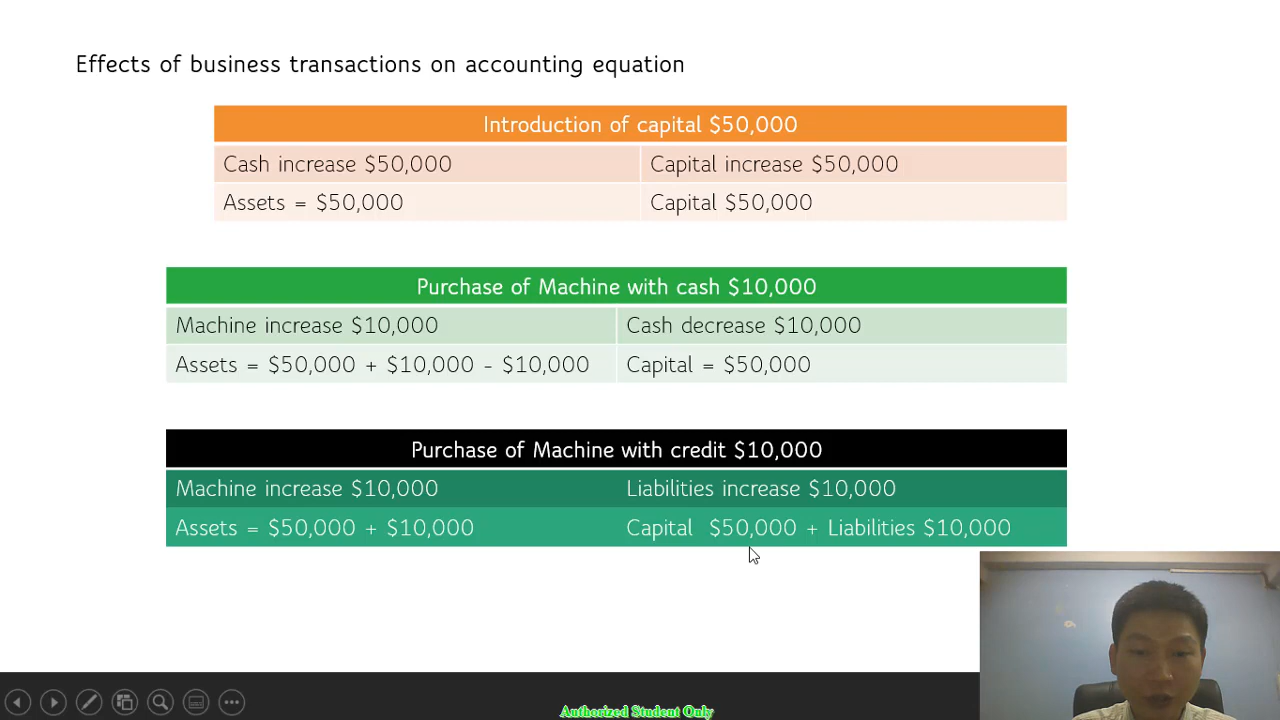 Effects of business transactions on accounting equation
Introduction of capital $50,000
Cash increase $50,000
Capital increase $50,000
Assets = $50,000
Capital $50,000
Purchase of Machine with cash $10,000
Machine increase $10,000
Cash decrease $10,000
Assets = $50,000 + $10,000 - $10,000
Capital = $50,000
Purchase of Machine with credit $10,000
Machine increase $10,000
Liabilities increase $10,000
Assets = $50,000 + $10,000
Capital $50,000 + Liabilities $10,000
Authorized Student Only